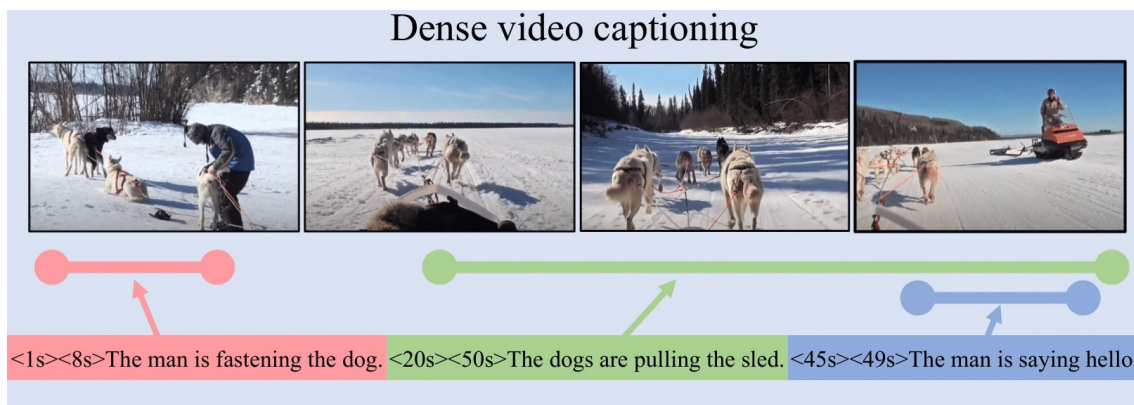 Dense video captioning
<1s><8s>The man is fastening the dog. <20s><50s>The dogs are pulling the sled. <45s><49s>The man is saying hello